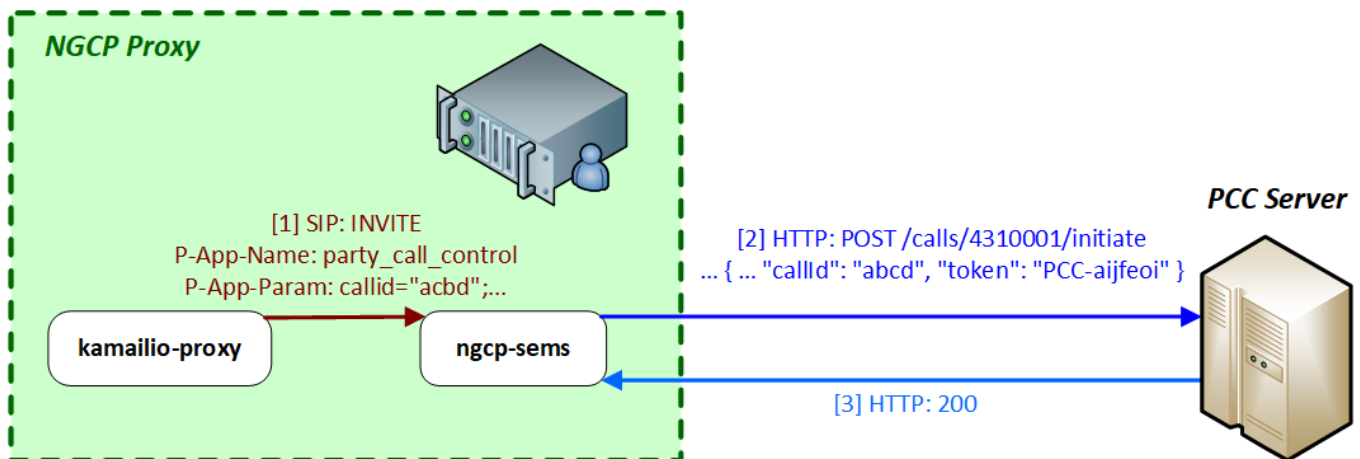 NGCP Proxy
[1] SIP: INVITE
P-App-Name: party_call_control
P-App-Param: callid="acbd";...
kamailio-proxy
ngcp-sems
[2] HTTP: POST /calls/4310001/initiate
... { ... "callId": "abcd", "token": "PCC-aijfeoi" }
[3] HTTP: 200
PCC Server